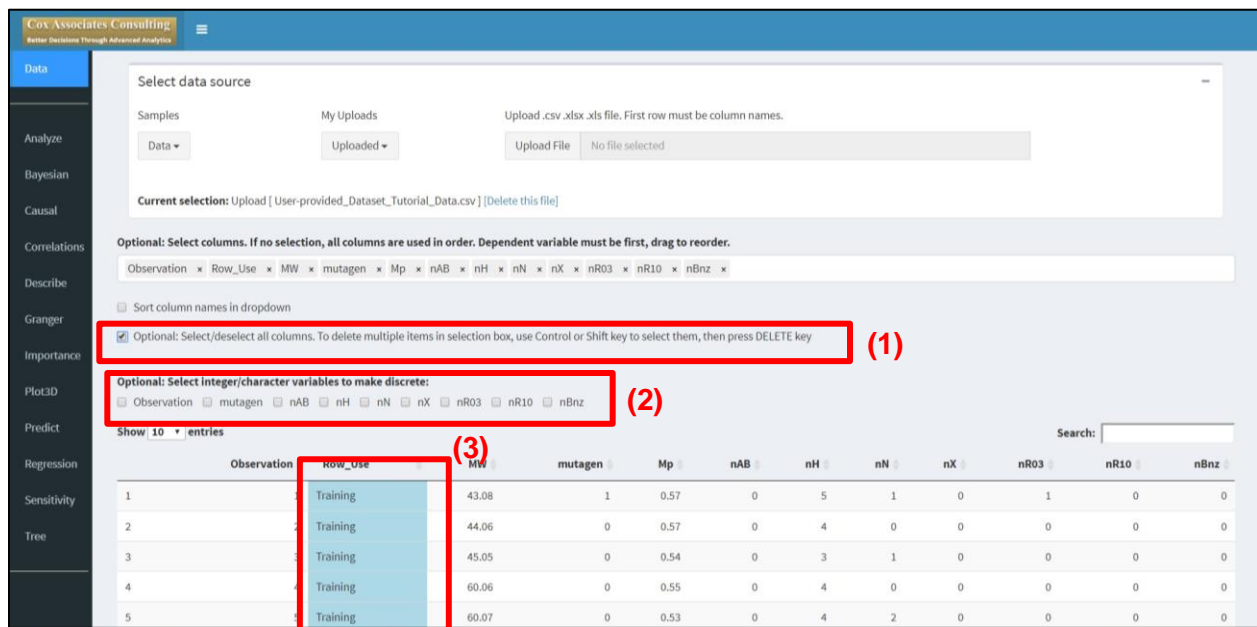 Cox Associates Consulting
Better Decisions Through Advanced Analytics
Data
Analyze
Bayesian
Causal
Correlations
Describe
Granger
Importance
Plot3D
Predict
Regression
Sensitivity
Tree
Select data source
Samples My Uploads Upload .csv .xlsx .xls file. First row must be column names.
Data Uploaded Upload File No file selected
Current selection: Upload [ User-provided_Dataset_Tutorial_Data.csv ] [Delete this file]
Optional: Select columns. If no selection, all columns are used in order. Dependent variable must be first, drag to reorder.
Observation × Row_Use × MW × mutagen × Mp × nAB × nH × nN × nX × nR03 × nR10 × nBnz ×
Sort column names in dropdown
Optional: Select/deselect all columns. To delete multiple items in selection box, use Control or Shift key to select them, then press DELETE key
(1)
Optional: Select integer/character variables to make discrete:
Observation mutagen nAB nH nN nX nR03 nR10 nBnz
(2)
Show 10 entries Search:
(3)
Observation Row_Use MW mutagen Mp nAB nH nN nX nR03 nR10 nBnz
1 1 Training 43.08 1 0.57 0 5 1 0 1 0 0
2 2 Training 44.06 0 0.57 0 4 0 0 0 0 0
3 3 Training 45.05 0 0.54 0 3 1 0 0 0 0
4 4 Training 60.06 0 0.55 0 4 0 0 0 0 0
5 5 Training 60.07 0 0.53 0 4 2 0 0 0 0